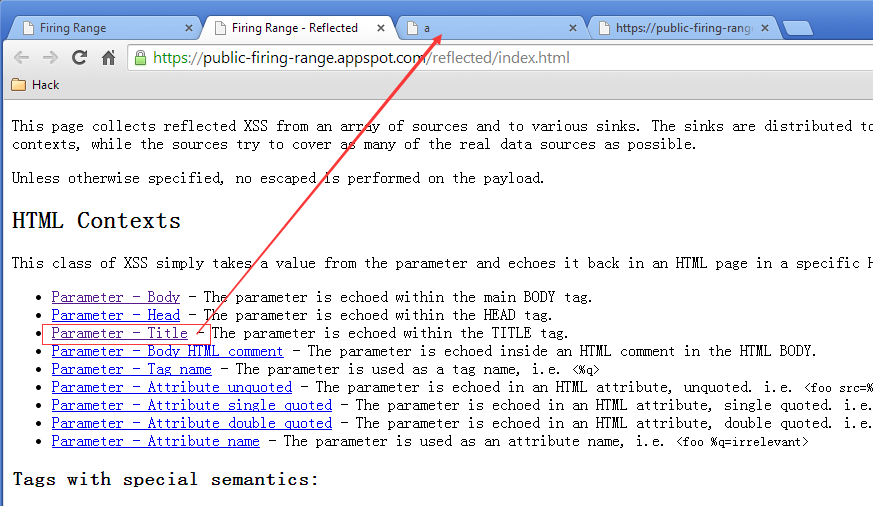 Firing Range
Firing Range - Reflected
a
https://public-firing-rang
https://public-firing-range.appspot.com/reflected/index.html
Hack
This page collects reflected XSS from an array of sources and to various sinks. The sinks are distributed to
contexts, while the sources try to cover as many of the real data sources as possible.
Unless otherwise specified, no escaped is performed on the payload.
HTML Contexts
This class of XSS simply takes a value from the parameter and echoes it back in an HTML page in a specific H
• Parameter - Body - The parameter is echoed within the main BODY tag.
• Parameter - Head - The parameter is echoed within the HEAD tag.
• Parameter - Title - The parameter is echoed within the TITLE tag.
• Parameter - Body HTML comment - The parameter is echoed inside an HTML comment in the HTML BODY.
• Parameter - Tag name - The parameter is used as a tag name, i.e. <%q>
• Parameter - Attribute unquoted - The parameter is echoed in an HTML attribute, unquoted. i.e. <foo src=%
• Parameter - Attribute single quoted - The parameter is echoed in an HTML attribute, single quoted. i.e.
• Parameter - Attribute double quoted - The parameter is echoed in an HTML attribute, double quoted. i.e.
• Parameter - Attribute name - The parameter is used as an attribute name, i.e. <foo %q=irrelevant>
Tags with special semantics: